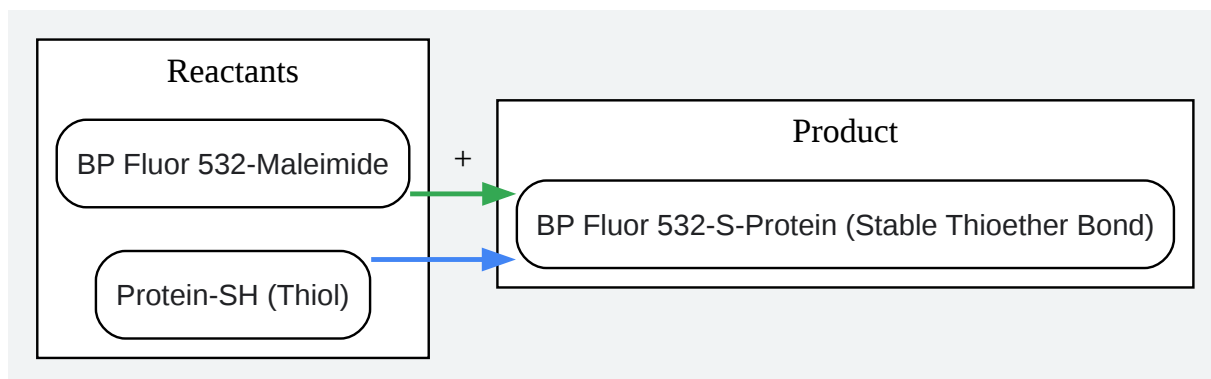 Reactants
BP Fluor 532-Maleimide
Protein-SH (Thiol)
+
Product
BP Fluor 532-S-Protein (Stable Thioether Bond)